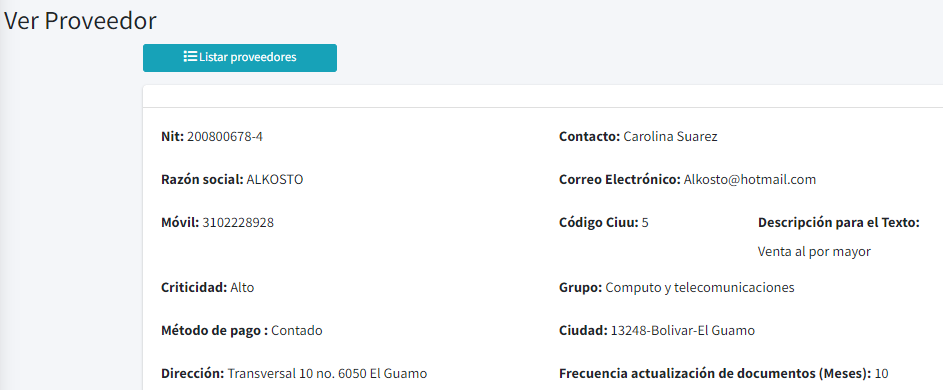 Ver Proveedor
Listar proveedores
Nit: 200800678-4
Contacto: Carolina Suarez
Razón social: ALKOSTO
Correo Electrónico: Alkosto@hotmail.com
Móvil: 3102228928
Código Ciuu: 5
Descripción para el Texto:
Venta al por mayor
Criticidad: Alto
Grupo: Computo y telecomunicaciones
Método de pago : Contado
Ciudad: 13248-Bolivar-El Guamo
Dirección: Transversal 10 no. 6050 El Guamo
Frecuencia actualización de documentos (Meses): 10